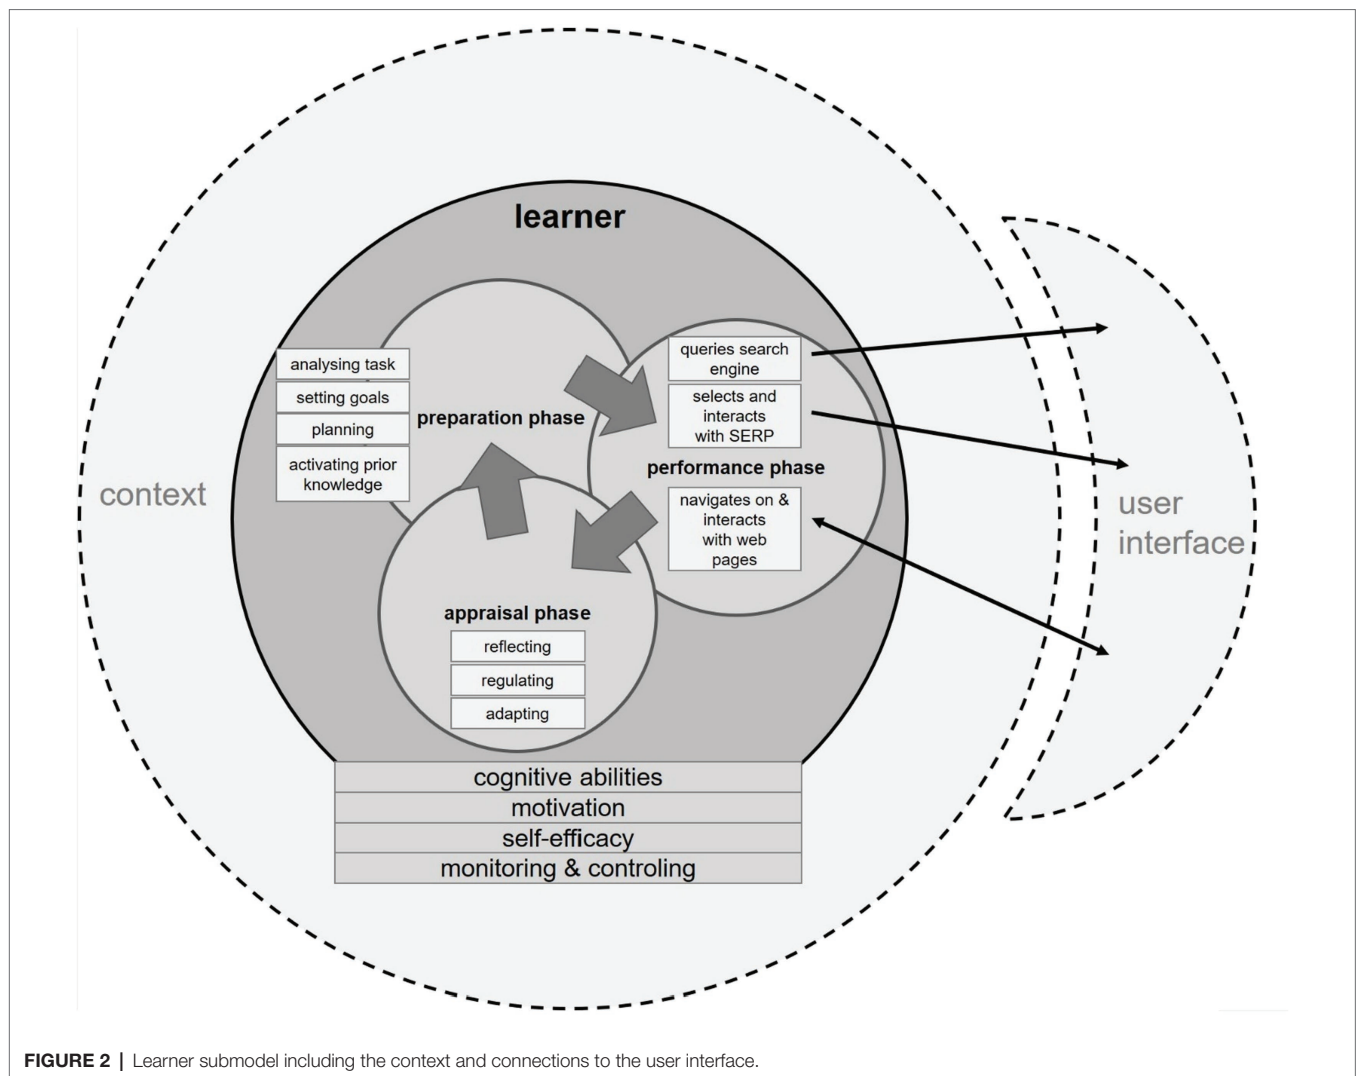 learner
analysing task
setting goals
planning
activating prior
knowledge
preparation phase
queries search
engine
selects and
interacts
with SERP
performance phase
navigates on &
interacts
with web
pages
appraisal phase
reflecting
regulating
adapting
context
user
interface
cognitive abilities
motivation
self-efficacy
monitoring & controling
FIGURE 2 | Learner submodel including the context and connections to the user interface.